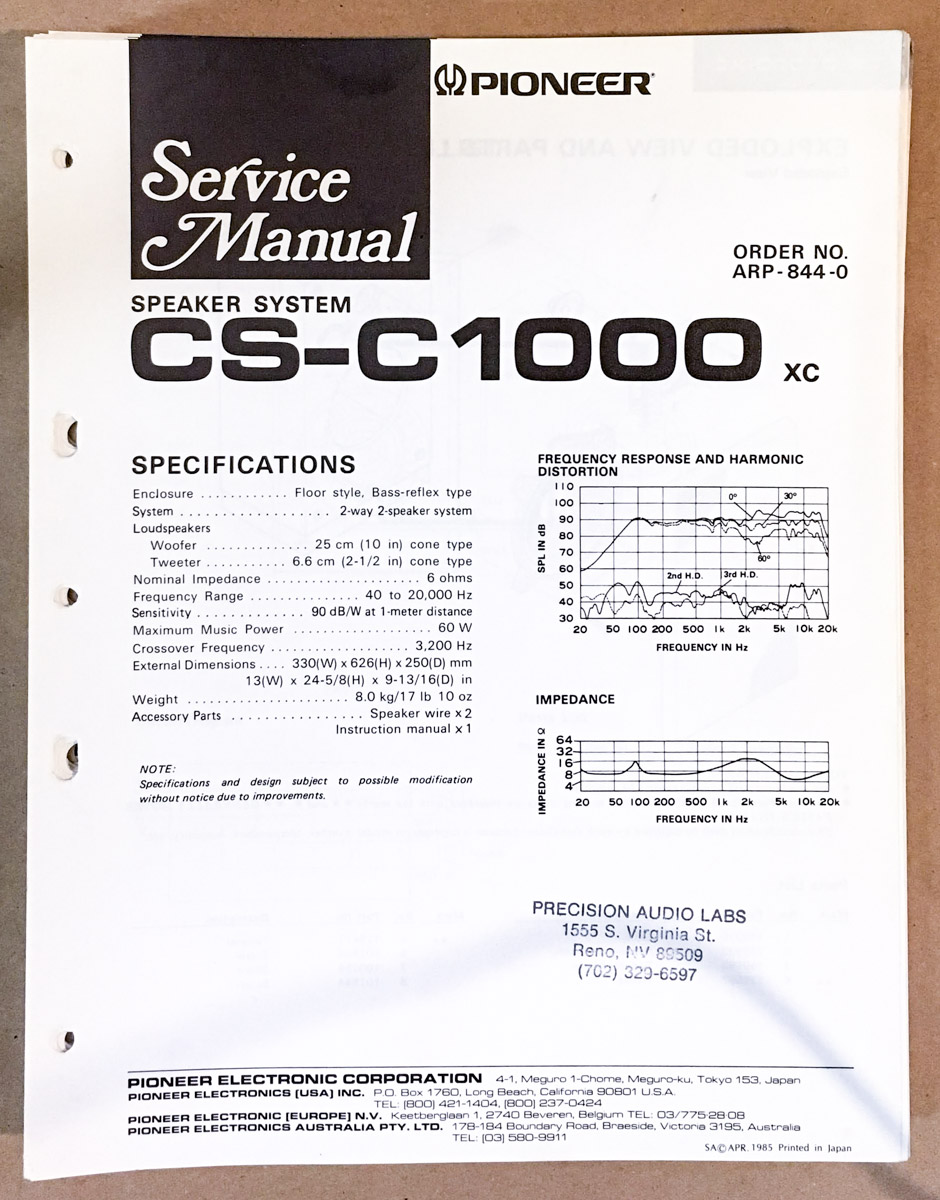 PIONEER
Service
Manual
ORDER NO.
ARP-844-0
SPEAKER SYSTEM
CS-C1000 XC
SPECIFICATIONS
Enclosure ............ Floor style, Bass-reflex type
System .................. 2-way 2-speaker system
Loudspeakers
Woofer ............. 25 cm (10 in) cone type
Tweeter .......... 6.6 cm (2-1/2 in) cone type
Nominal Impedance ..................... 6 ohms
Frequency Range .............. 40 to 20,000 Hz
Sensitivity ............. 90 dB/W at 1-meter distance
Maximum Music Power ................... 60 W
Crossover Frequency ................... 3,200 Hz
External Dimensions .... 330(W) x 626(H) x 250(D) mm
13(W) x 24-5/8(H) x 9-13/16(D) in
Weight ....................... 8.0 kg/17 lb 10 oz
Accessory Parts ................. Speaker wire x 2
Instruction manual x 1
NOTE:
Specifications and design subject to possible modification
without notice due to improvements.
FREQUENCY RESPONSE AND HARMONIC
DISTORTION
SPL IN dB
110
100
90
80
70
60
50
40
30
0°
30°
60°
2nd H.D.
3rd H.D.
20 50 100 200 500 1k 2k 5k 10k 20k
FREQUENCY IN Hz
IMPEDANCE
IMPEDANCE IN Ω
64
32
16
8
4
20 50 100 200 500 1k 2k 5k 10k 20k
FREQUENCY IN Hz
PRECISION AUDIO LABS
1555 S. Virginia St.
Reno, NV 89509
(702) 329-6597
PIONEER ELECTRONIC CORPORATION 4-1, Meguro 1-Chome, Meguro-ku, Tokyo 153, Japan
PIONEER ELECTRONICS [USA] INC. P.O. Box 1760, Long Beach, California 90801 U.S.A.
TEL: [800] 421-1404, [800] 237-0424
PIONEER ELECTRONIC [EUROPE] N.V. Keetberglaan 1, 2740 Beveren, Belgium TEL: 03/775·28·08
PIONEER ELECTRONICS AUSTRALIA PTY. LTD. 178-184 Boundary Road, Braeside, Victoria 3195, Australia
TEL: [03] 580-9911
SA © APR. 1985 Printed in Japan